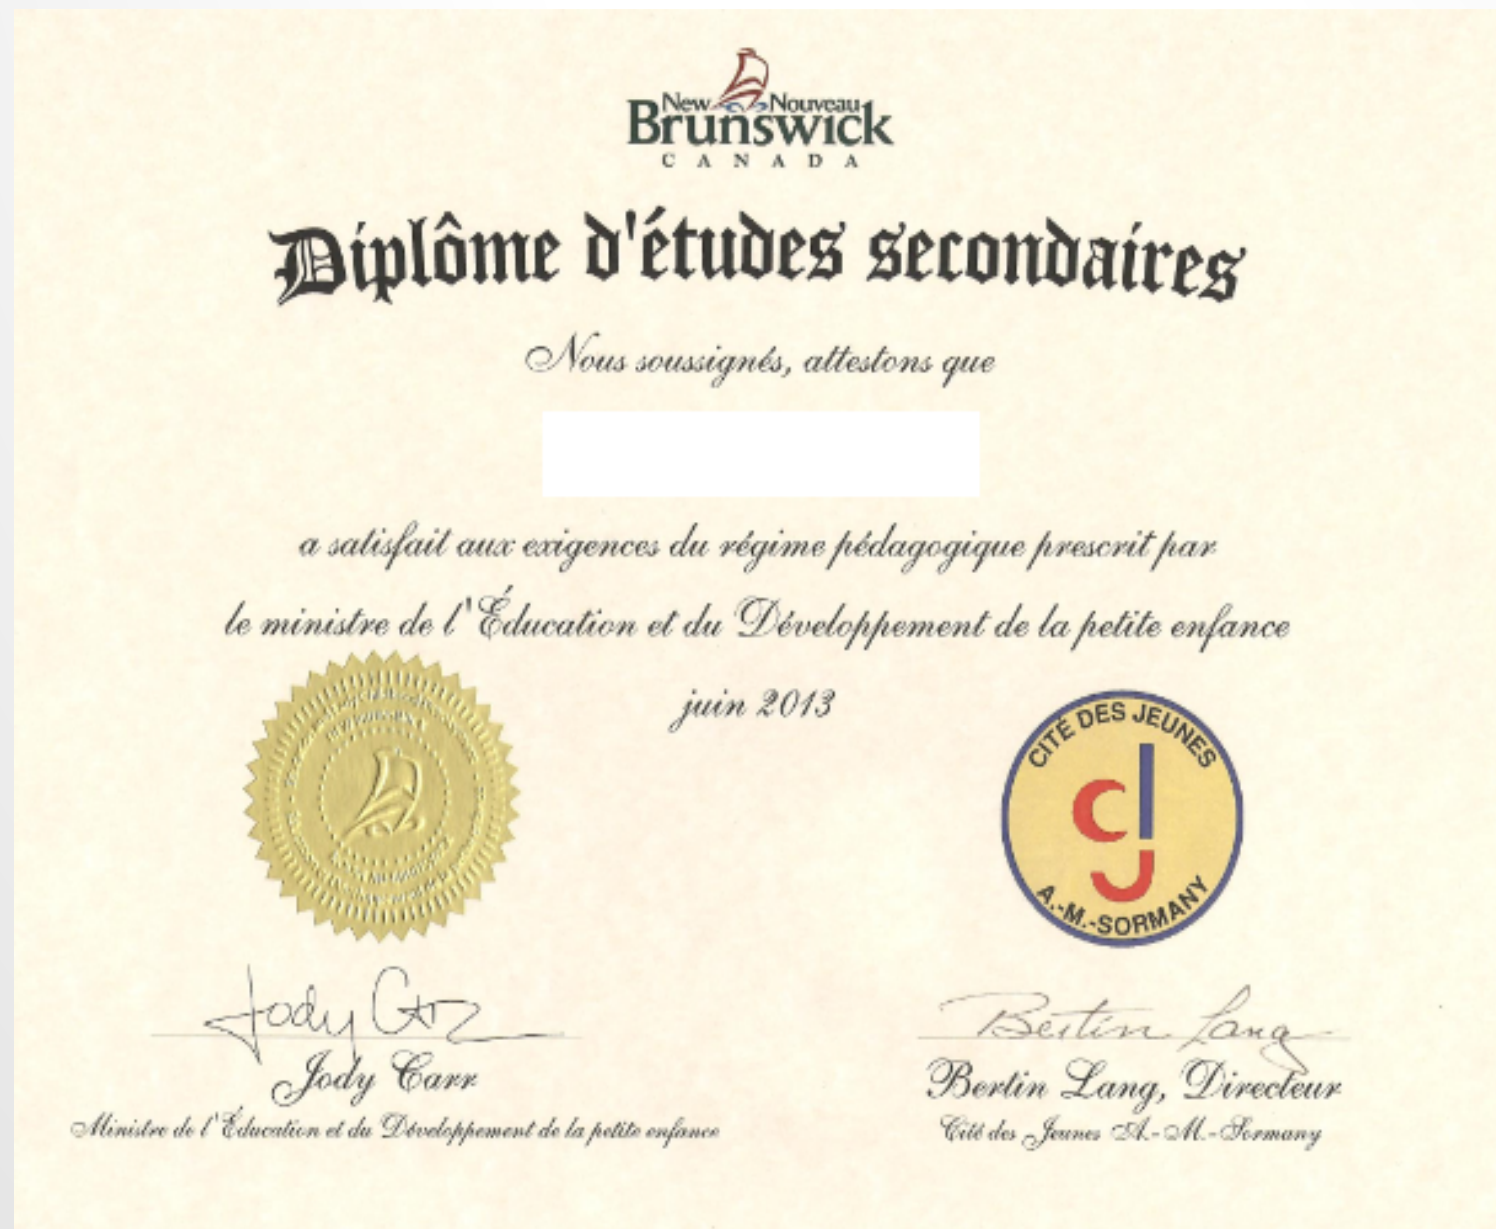 New Nouveau
Brunswick
CANADA
Diplôme d'études secondaires
Nous soussignés, attestons que
a satisfait aux exigences du régime pédagogique prescrit par
le ministre de l'Éducation et du Développement de la petite enfance
juin 2013
CITÉ DES JEUNES
cj
A.-M.-SORMANY
Jody Carr
Bertin Lang
Jody Carr
Ministre de l'Éducation et du Développement de la petite enfance
Bertin Lang, Directeur
Cité des Jeunes A.-M.-Sormany